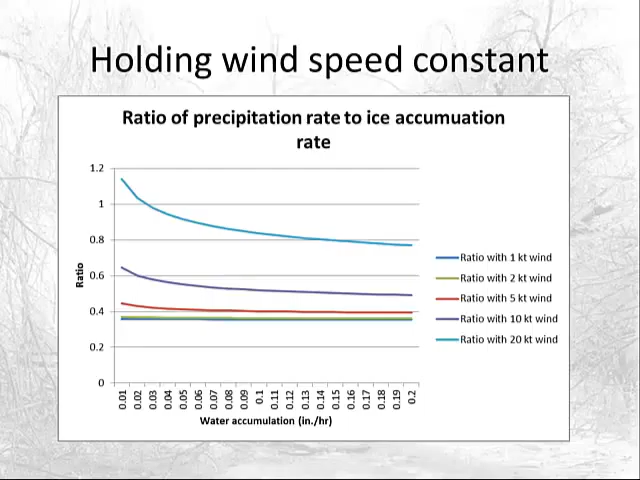 Holding wind speed constant
Ratio of precipitation rate to ice accumuation
rate
1.2
1
0.8
0.6
0.4
0.2
0
Ratio
0.01
0.02
0.03
0.04
0.05
0.06
0.07
0.08
0.09
0.1
0.11
0.12
0.13
0.14
0.15
0.16
0.17
0.18
0.19
0.2
Water accumulation (in./hr)
Ratio with 1 kt wind
Ratio with 2 kt wind
Ratio with 5 kt wind
Ratio with 10 kt wind
Ratio with 20 kt wind